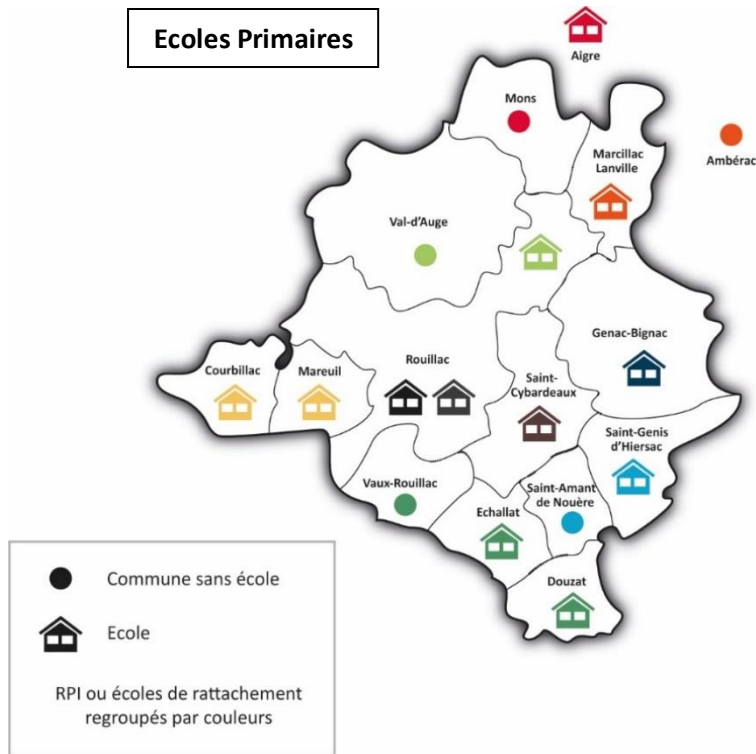 Ecoles Primaires
Aigre
Mons
Marcillac
Lanville
Ambérac
Val-d'Auge
Genac-Bignac
Courbillac
Mareuil
Rouillac
Saint-
Cybardeaux
Saint-Genis
d'Hiersac
Vaux-Rouillac
Saint-Amant
de Nouère
Echallat
Douzat
Commune sans école
Ecole
RPI ou écoles de rattachement
regroupés par couleurs